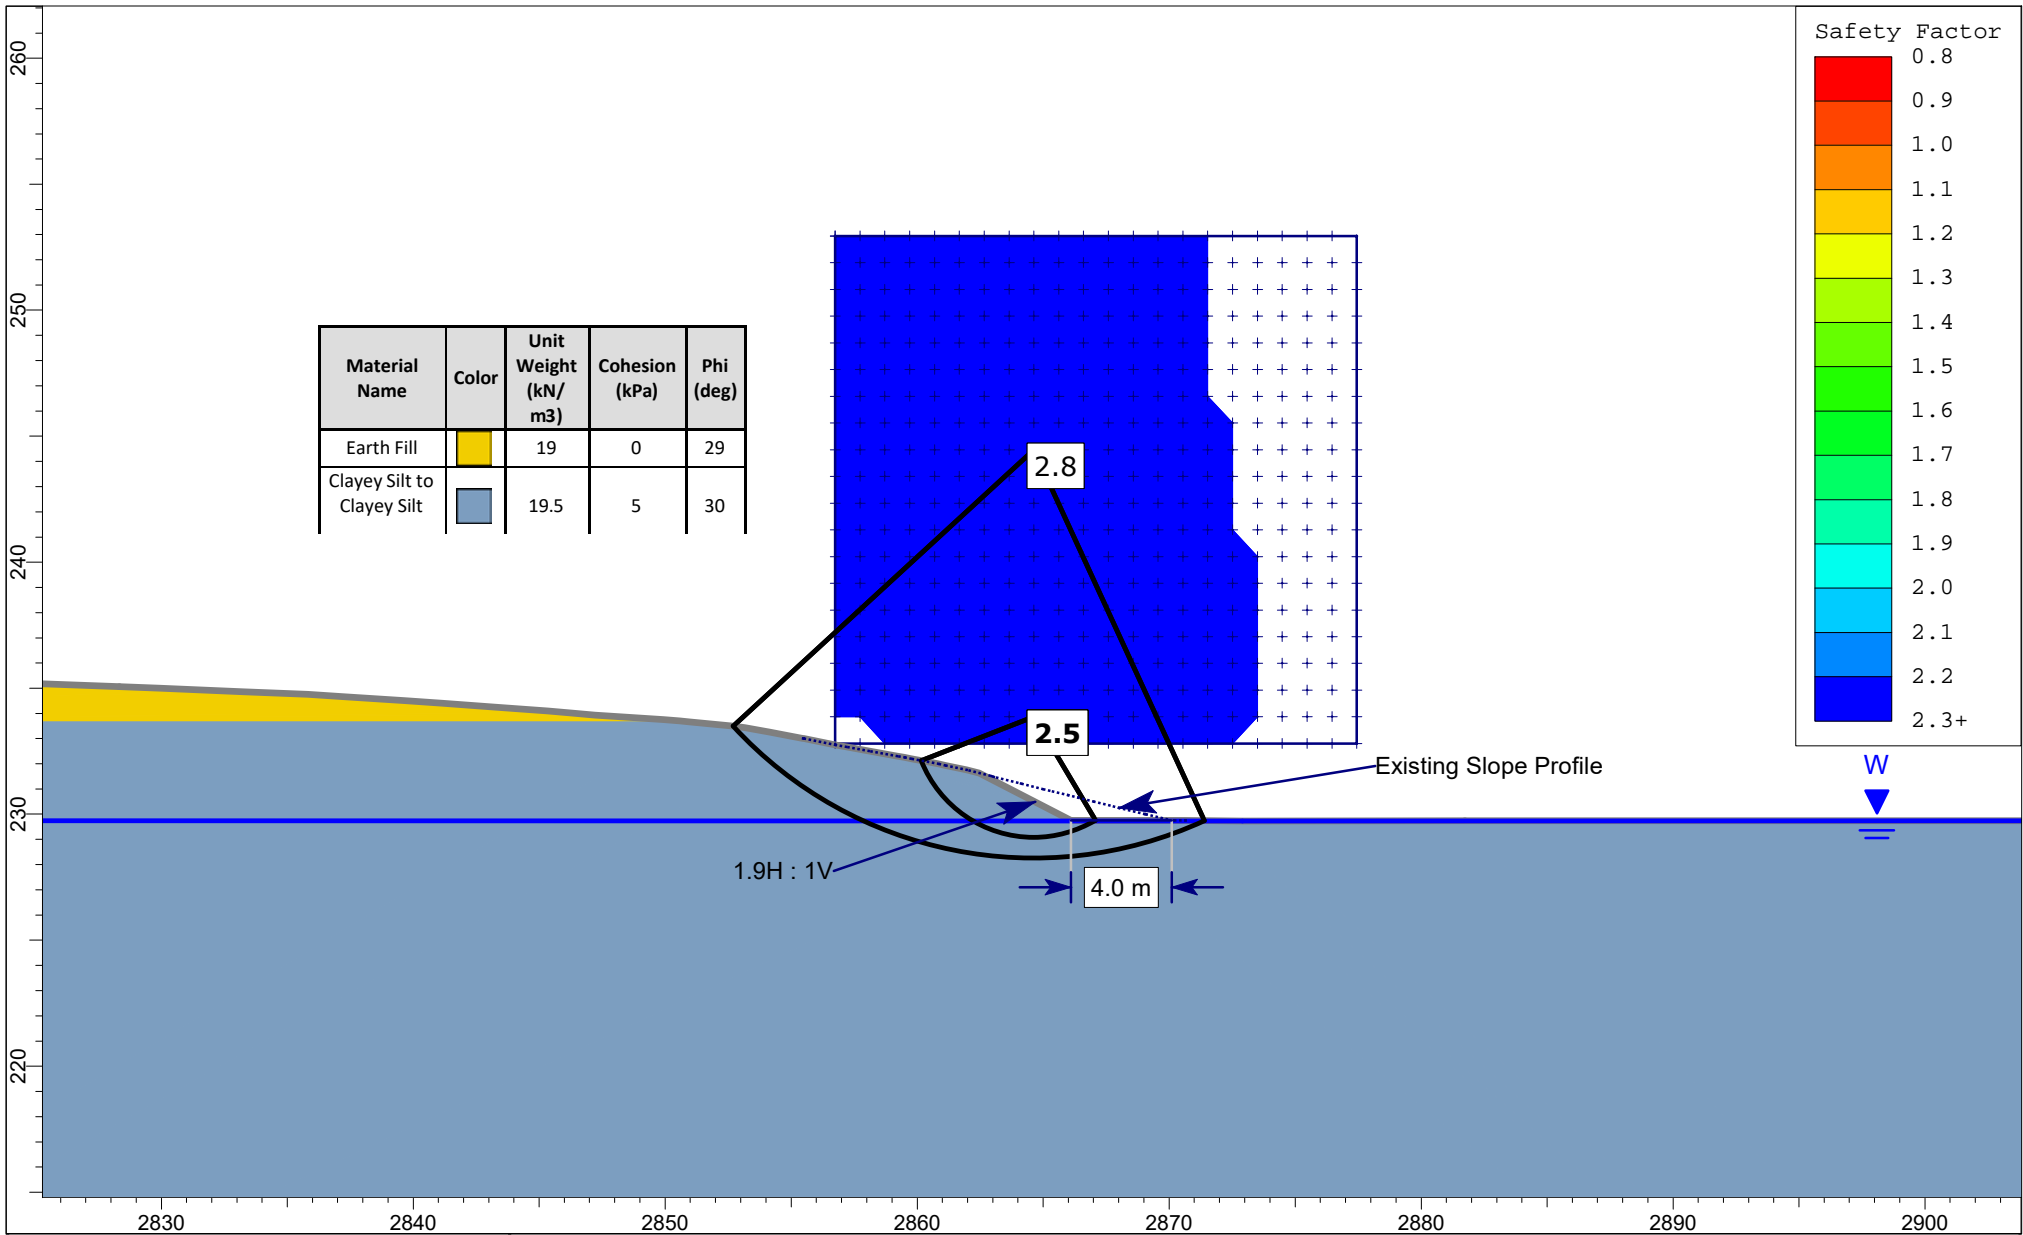 Safety Factor
0.8
0.9
1.0
1.1
1.2
1.3
1.4
1.5
1.6
1.7
1.8
1.9
2.0
2.1
2.2
2.3+
260
250
240
230
220
Material Name
Color
Unit Weight (kN/ m3)
Cohesion (kPa)
Phi (deg)
Earth Fill
19
0
29
Clayey Silt to
Clayey Silt
19.5
5
30
2.8
2.5
Existing Slope Profile
W
1.9H : 1V
4.0 m
2830
2840
2850
2860
2870
2880
2890
2900